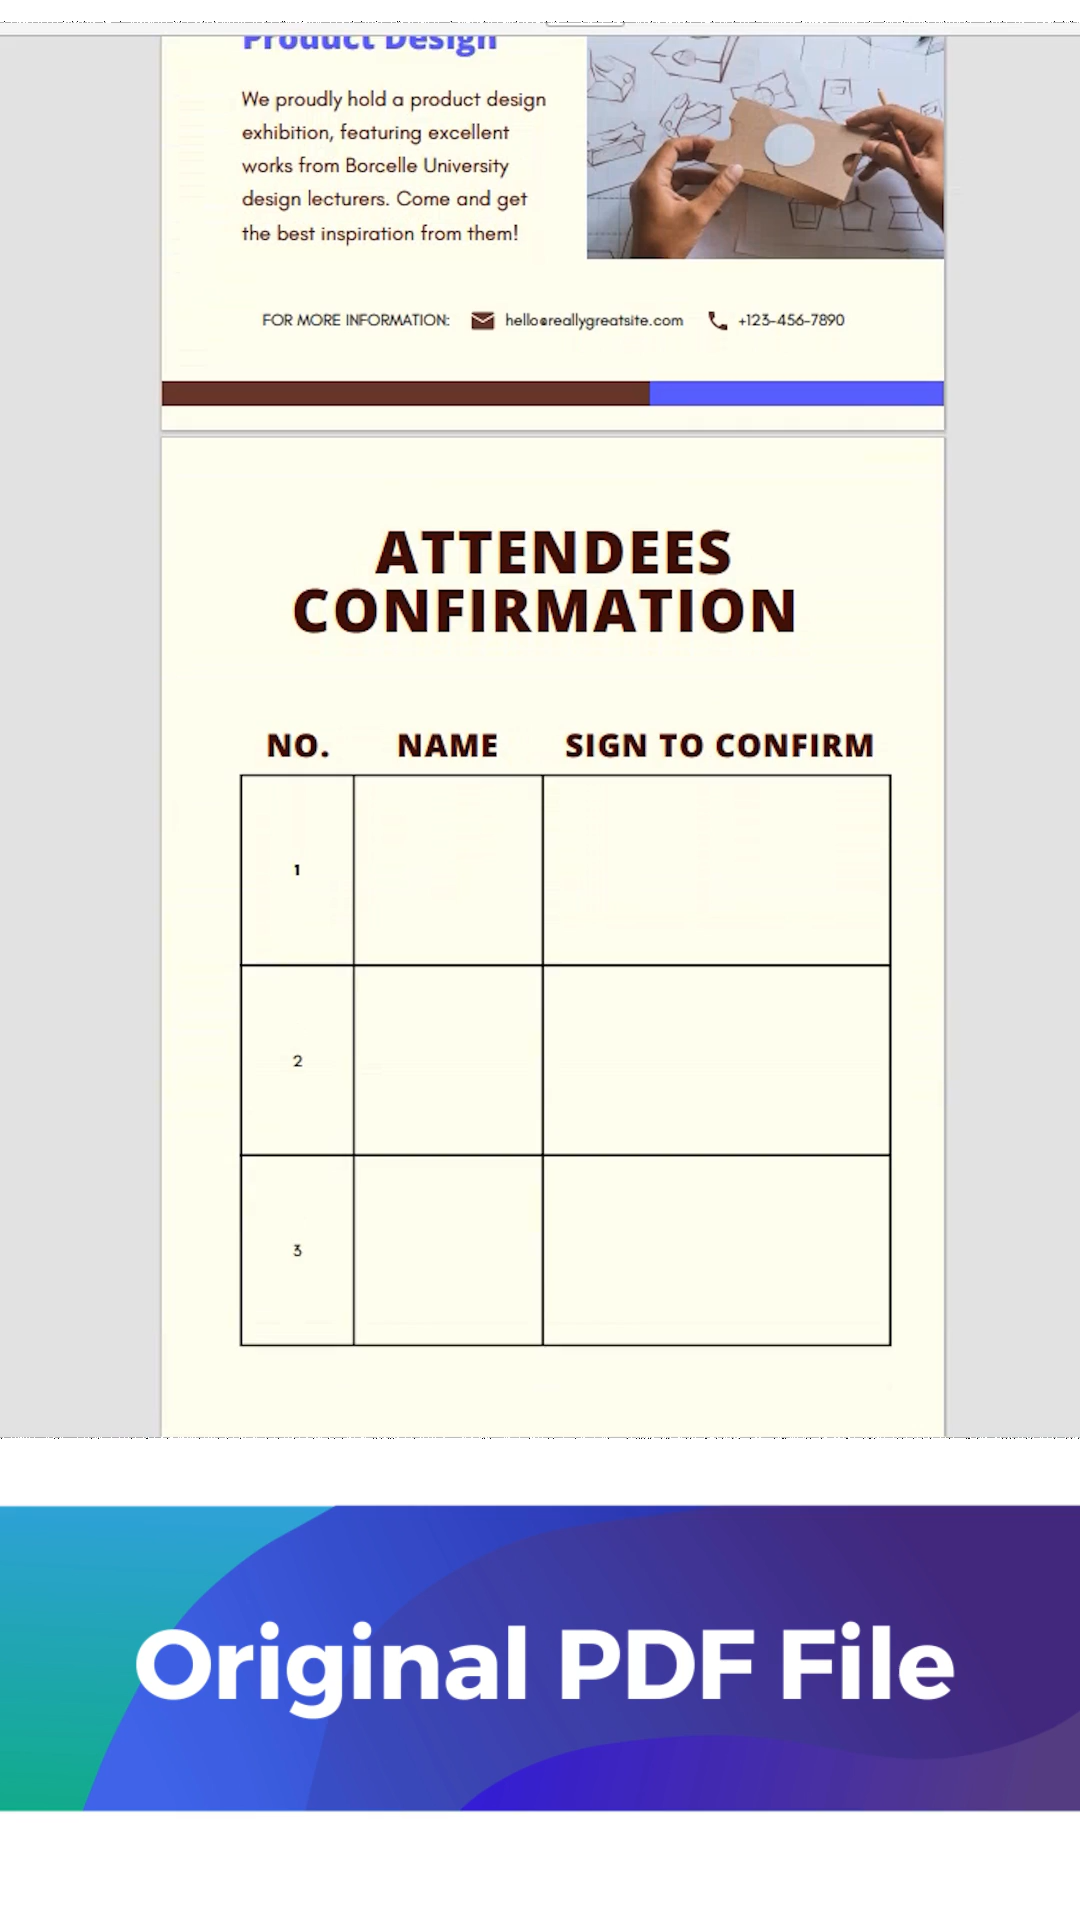 Product Design
We proudly hold a product design
exhibition, featuring excellent
works from Borcelle University
design lecturers. Come and get
the best inspiration from them!
FOR MORE INFORMATION: hello@reallygreatsite.com +123-456-7890
ATTENDEES
CONFIRMATION
NO. NAME SIGN TO CONFIRM
1
2
3
Original PDF File